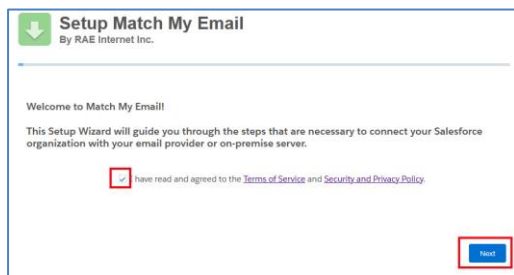 Setup Match My Email
By RAE Internet Inc.
Welcome to Match My Email!
This Setup Wizard will guide you through the steps that are necessary to connect your Salesforce
organization with your email provider or on-premise server.
have read and agreed to the Terms of Service and Security and Privacy Policy.
Next